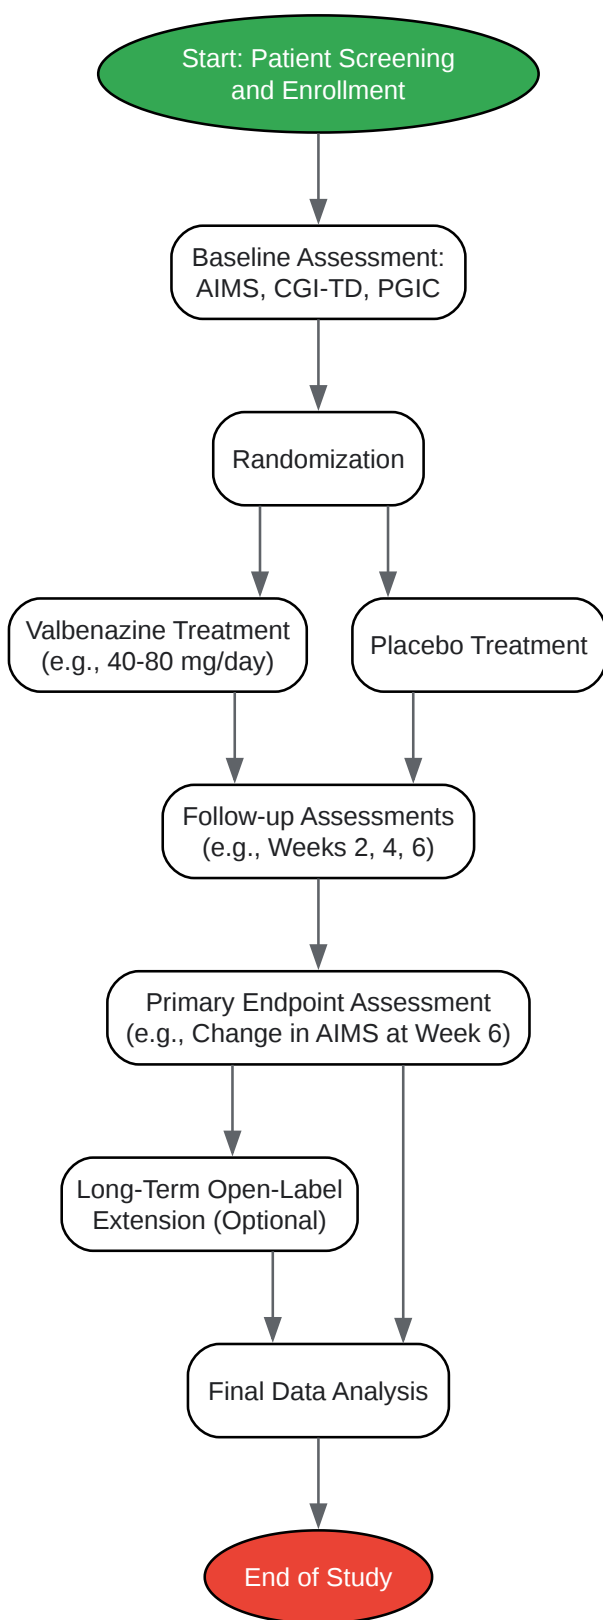 Start: Patient Screening
and Enrollment
Baseline Assessment:
AIMS, CGI-TD, PGIC
Randomization
Valbenazine Treatment
(e.g., 40-80 mg/day)
Placebo Treatment
Follow-up Assessments
(e.g., Weeks 2, 4, 6)
Primary Endpoint Assessment
(e.g., Change in AIMS at Week 6)
Long-Term Open-Label
Extension (Optional)
Final Data Analysis
End of Study